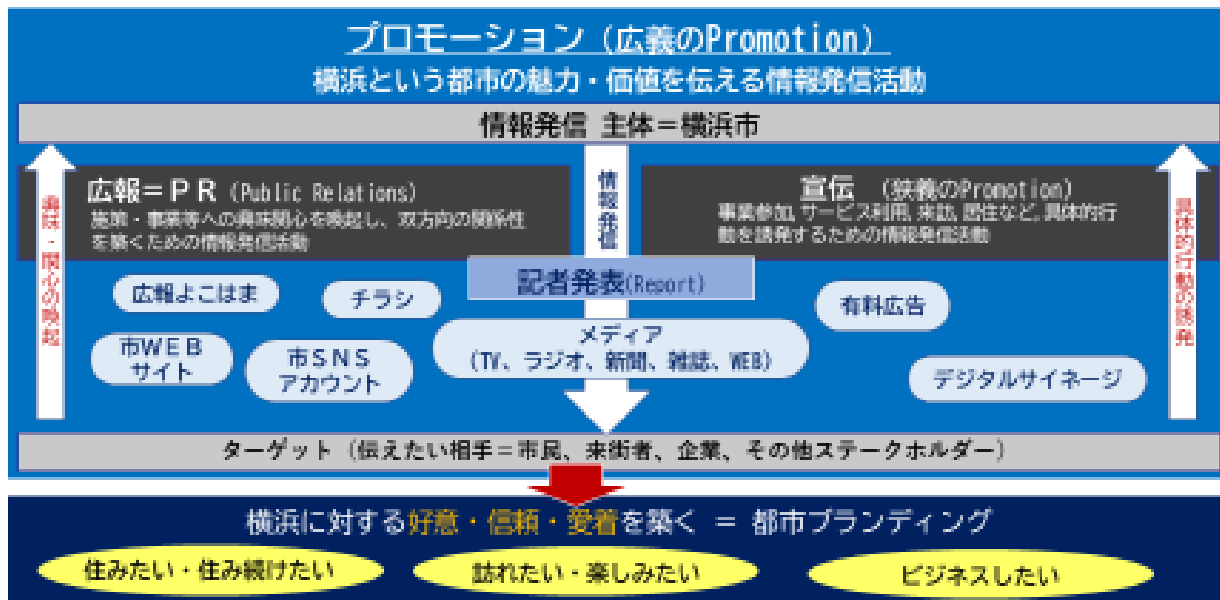 プロモーション（広義のPromotion）
横浜という都市の魅力・価値を伝える情報発信活動
情報発信 主体＝横浜市
興味・関心の喚起
広報＝ＰＲ（Public Relations）
施策・事業等への興味関心を喚起し、双方向の関係性
を築くための情報発信活動
情報発信
宣伝　（狭義のPromotion）
事業参加、サービス利用、来訪、居住など、具体的行
動を誘発するための情報発信活動
具体的行動の誘発
記者発表(Report)
広報よこはま
チラシ
有料広告
市ＷＥＢ
サイト
市ＳＮＳ
アカウント
メディア
（TV、ラジオ、新聞、雑誌、WEB）
デジタルサイネージ
ターゲット（伝えたい相手＝市民、来街者、企業、その他ステークホルダー）
横浜に対する好意・信頼・愛着を築く ＝ 都市ブランディング
住みたい・住み続けたい
訪れたい・楽しみたい
ビジネスしたい